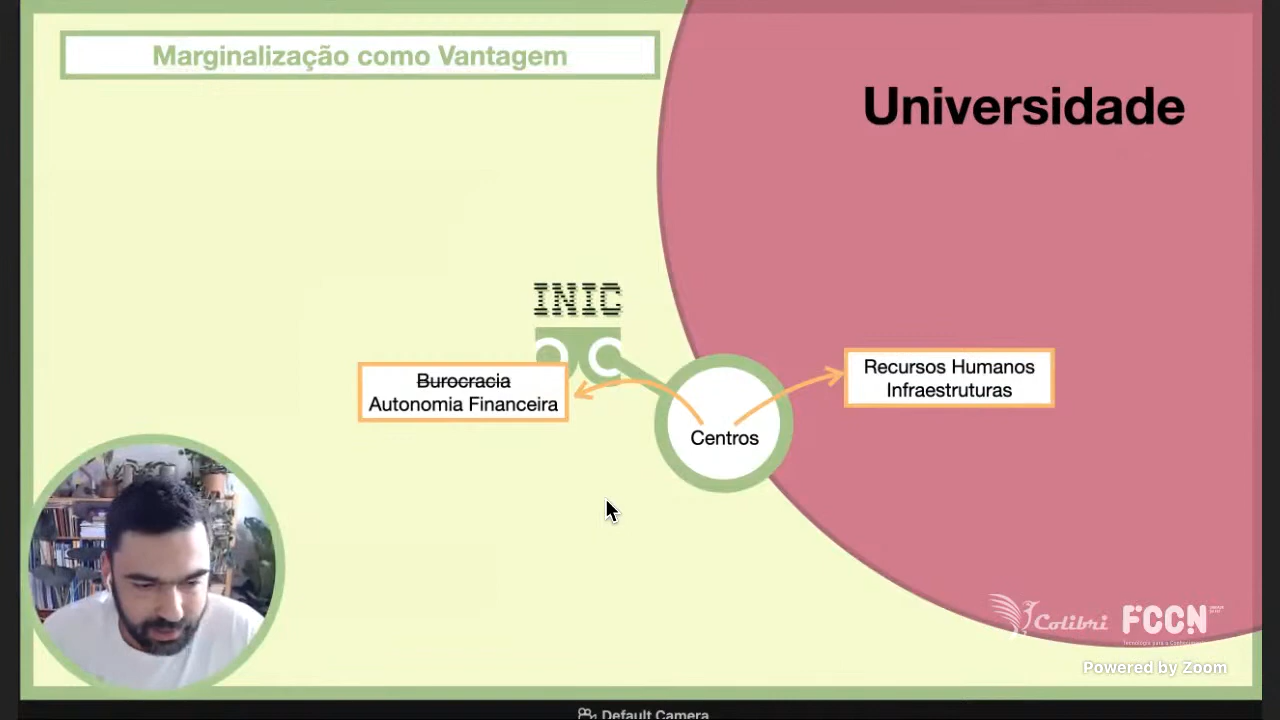 Marginalização como Vantagem
Universidade
INIC
Burocracia
Autonomia Financeira
Centros
Recursos Humanos
Infraestruturas
Colibri
FCCN
Powered by Zoom
Default Camera